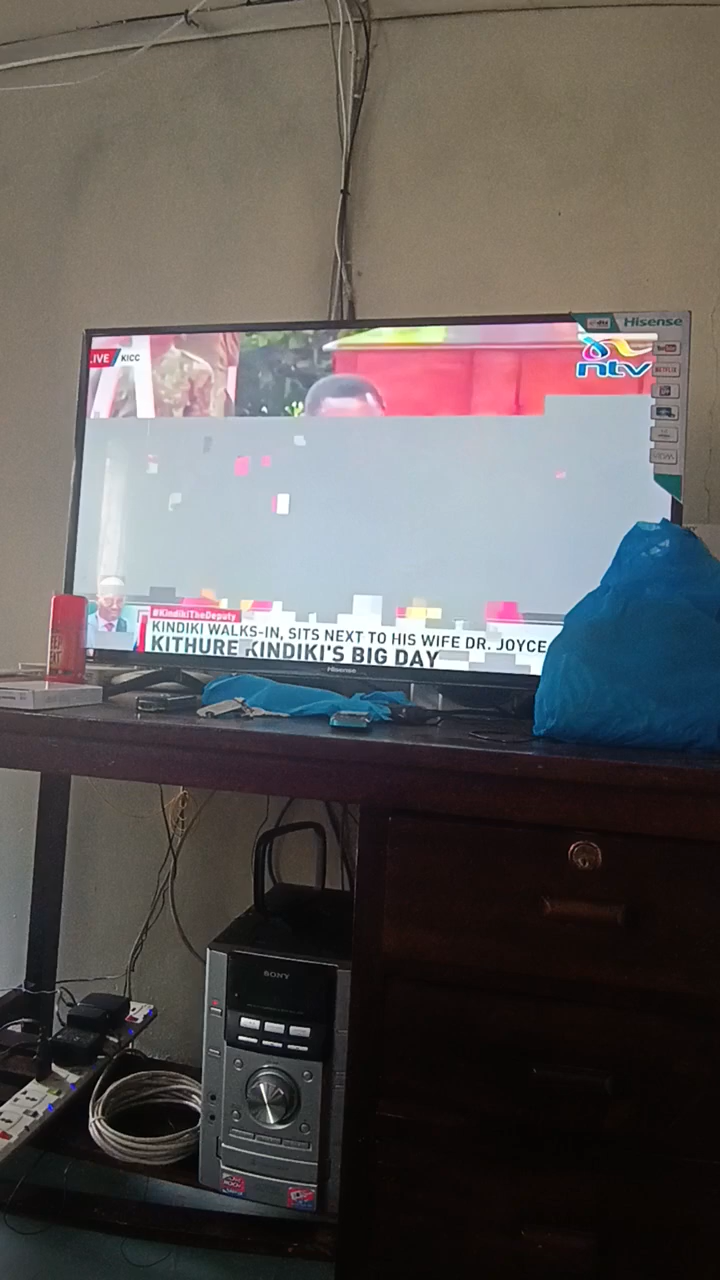 Hisense
LIVE KICC
ntv
YouTube
NETFLIX
#KindikiTheDeputy
KINDIKI WALKS-IN, SITS NEXT TO HIS WIFE DR. JOYCE
KITHURE KINDIKI'S BIG DAY
Hisense
SONY